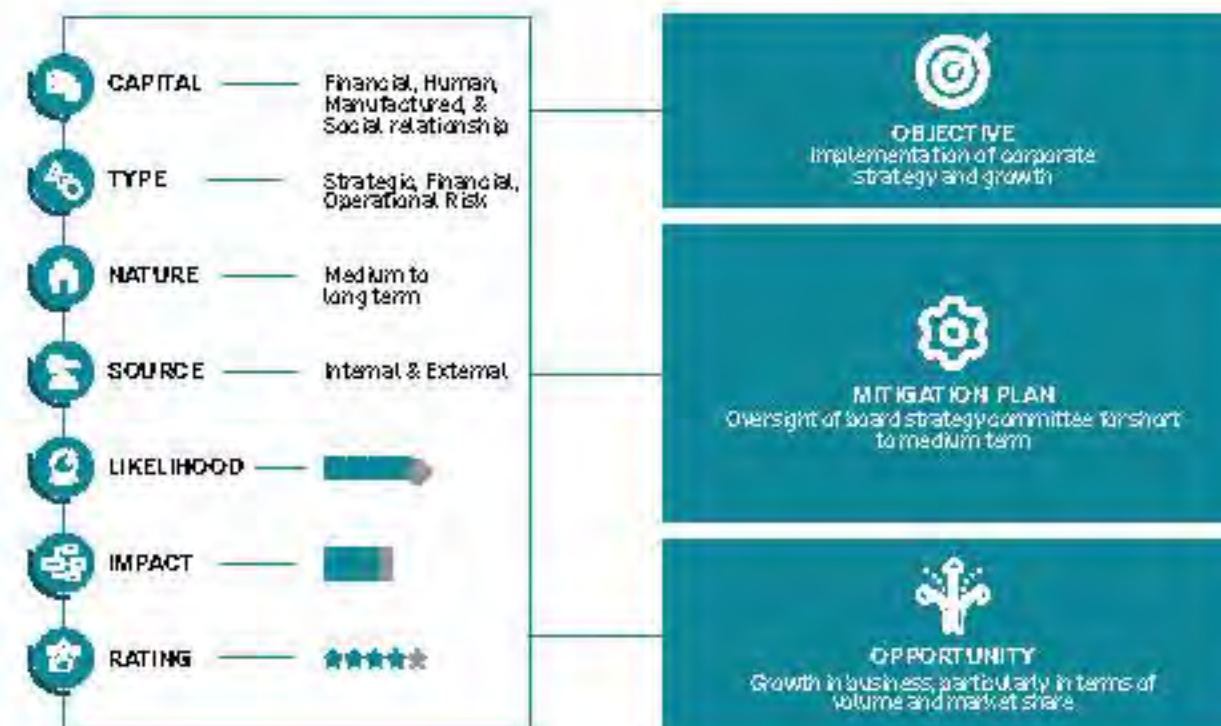 CAPITAL
Financial, Human,
Manufactured, &
Social relationship
TYPE
Strategic, Financial,
Operational Risk
NATURE
Medium to
long term
SOURCE
Internal & External
LIKELIHOOD
IMPACT
RATING
OBJECTIVE
Implementation of corporate
strategy and growth
MITIGATION PLAN
Oversight of board strategy committee for short
to medium term
OPPORTUNITY
Growth in business, particularly in terms of
volume and market share